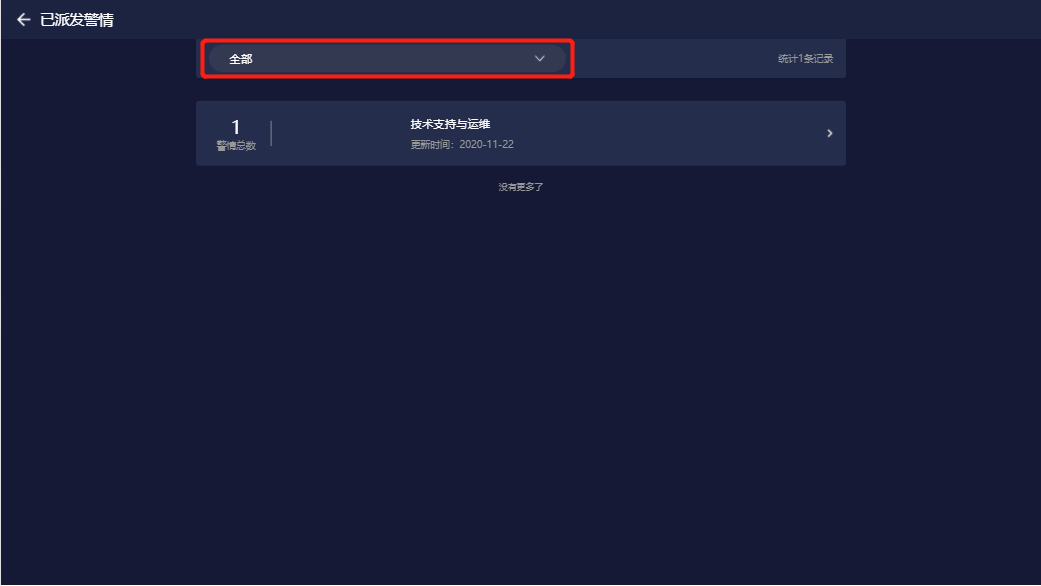 已派发警情
全部
统计1条记录
1
警情总数
技术支持与运维
更新时间：2020-11-22
没有更多了